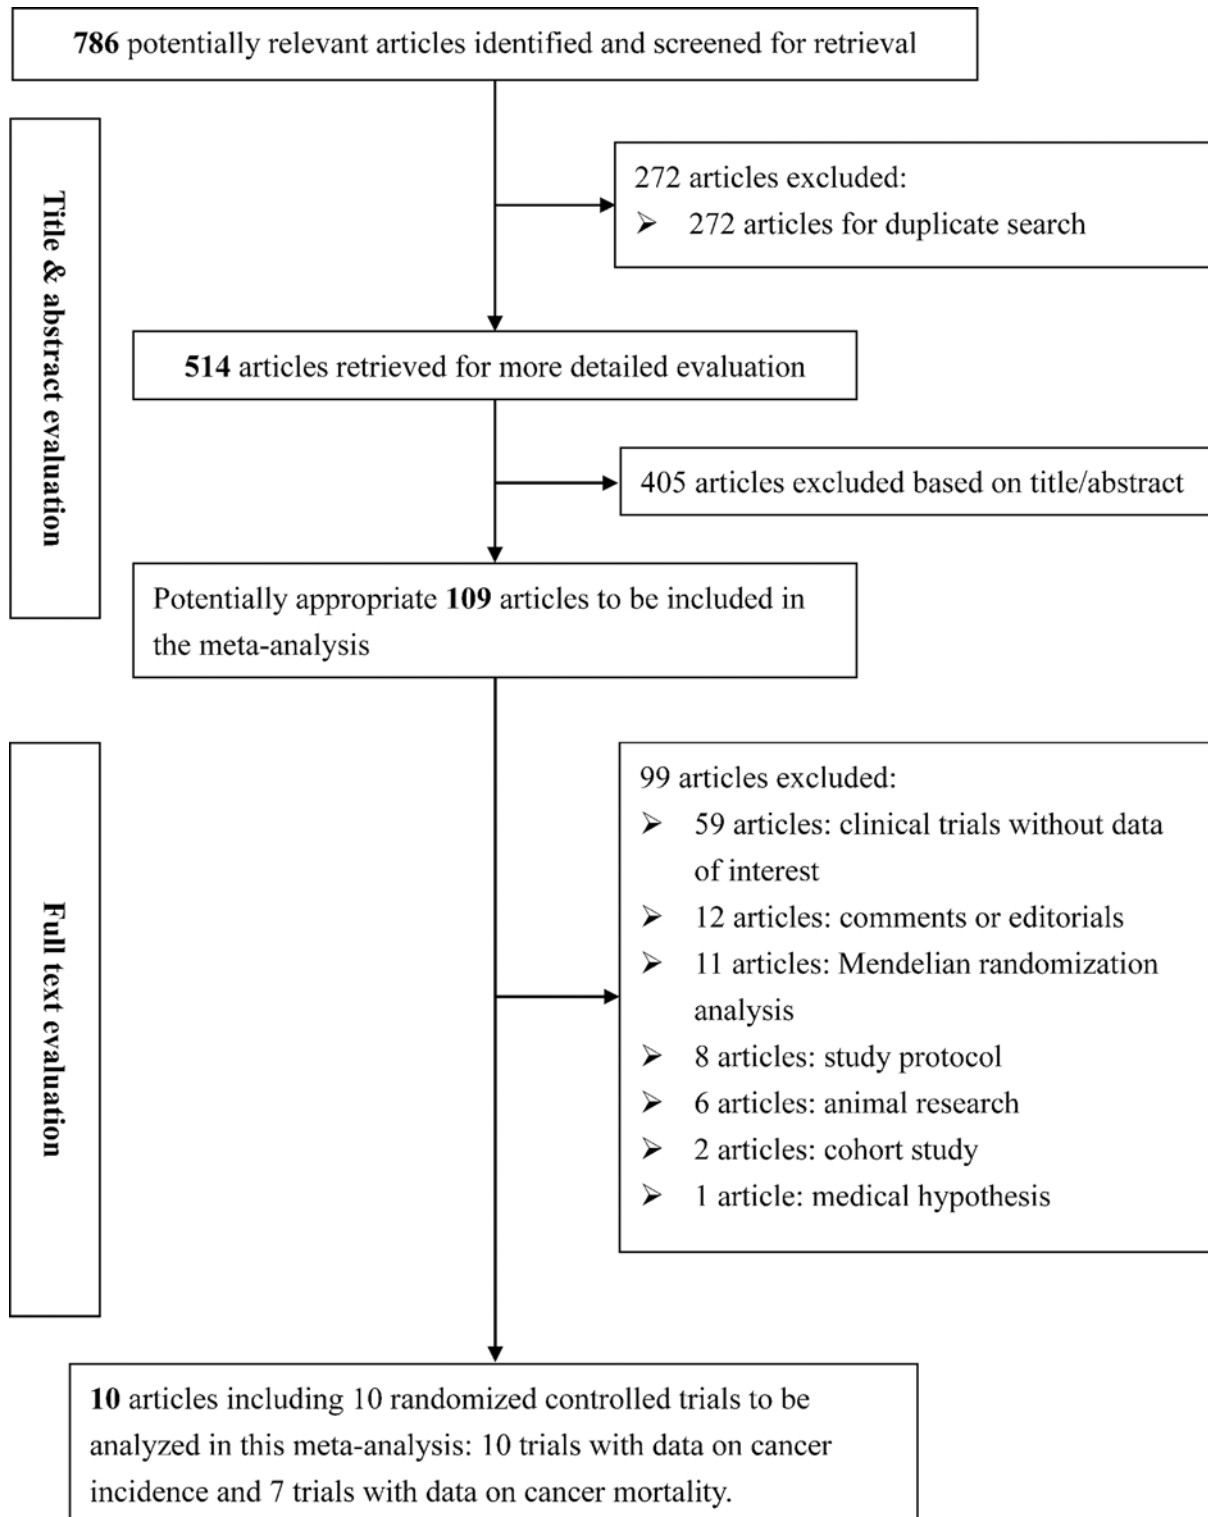 786 potentially relevant articles identified and screened for retrieval
Title & abstract evaluation
272 articles excluded:
➢ 272 articles for duplicate search
514 articles retrieved for more detailed evaluation
405 articles excluded based on title/abstract
Potentially appropriate 109 articles to be included in
the meta-analysis
Full text evaluation
99 articles excluded:
➢ 59 articles: clinical trials without data
of interest
➢ 12 articles: comments or editorials
➢ 11 articles: Mendelian randomization
analysis
➢ 8 articles: study protocol
➢ 6 articles: animal research
➢ 2 articles: cohort study
➢ 1 article: medical hypothesis
10 articles including 10 randomized controlled trials to be
analyzed in this meta-analysis: 10 trials with data on cancer
incidence and 7 trials with data on cancer mortality.